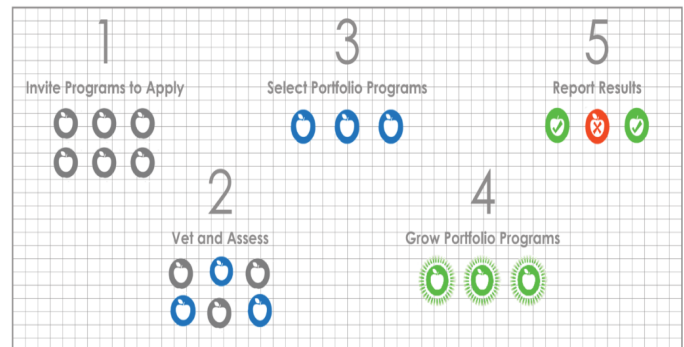 1
Invite Programs to Apply
2
Vet and Assess
3
Select Portfolio Programs
4
Grow Portfolio Programs
5
Report Results